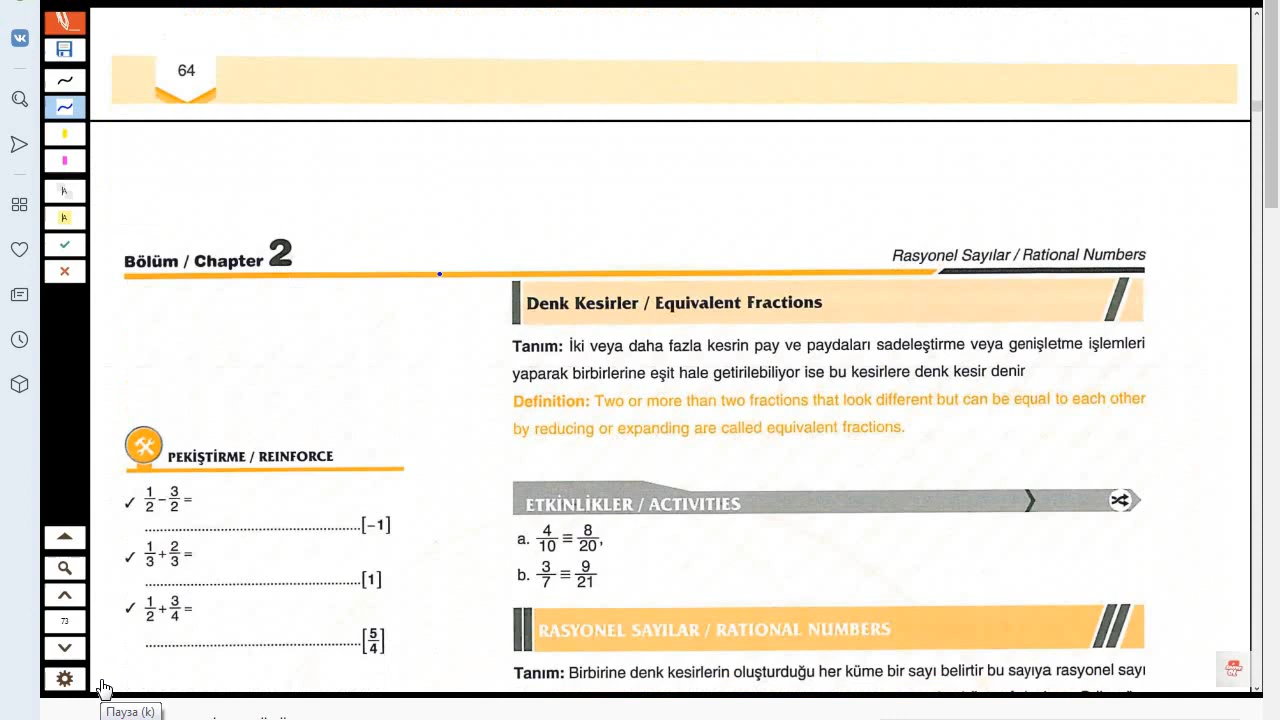 64
Bölüm / Chapter 2
Rasyonel Sayılar / Rational Numbers
Denk Kesirler / Equivalent Fractions
Tanım: İki veya daha fazla kesrin pay ve paydaları sadeleştirme veya genişletme işlemleri
yaparak birbirlerine eşit hale getirilebiliyor ise bu kesirlere denk kesir denir
Definition: Two or more than two fractions that look different but can be equal to each other
by reducing or expanding are called equivalent fractions.
PEKİŞTİRME / REINFORCE
✓ 1/2 - 3/2 =
[-1]
✓ 1/3 + 2/3 =
[1]
✓ 1/2 + 3/4 =
[5/4]
ETKİNLİKLER / ACTIVITIES
a. 4/10 ≡ 8/20,
b. 3/7 ≡ 9/21
RASYONEL SAYILAR / RATIONAL NUMBERS
Tanım: Birbirine denk kesirlerin oluşturduğu her küme bir sayı belirtir bu sayıya rasyonel sayı
73
Пауза (k)